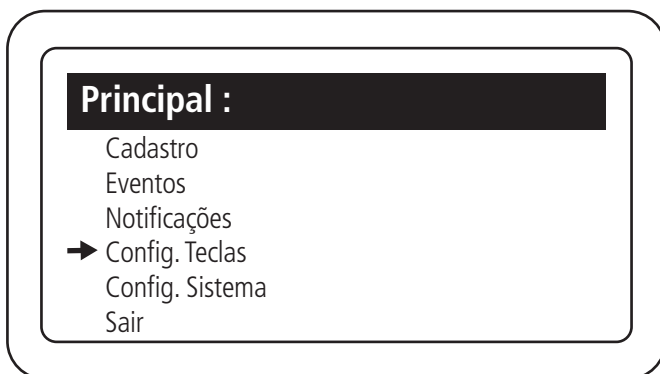 Principal :
Cadastro
Eventos
Notificações
Config. Teclas
Config. Sistema
Sair